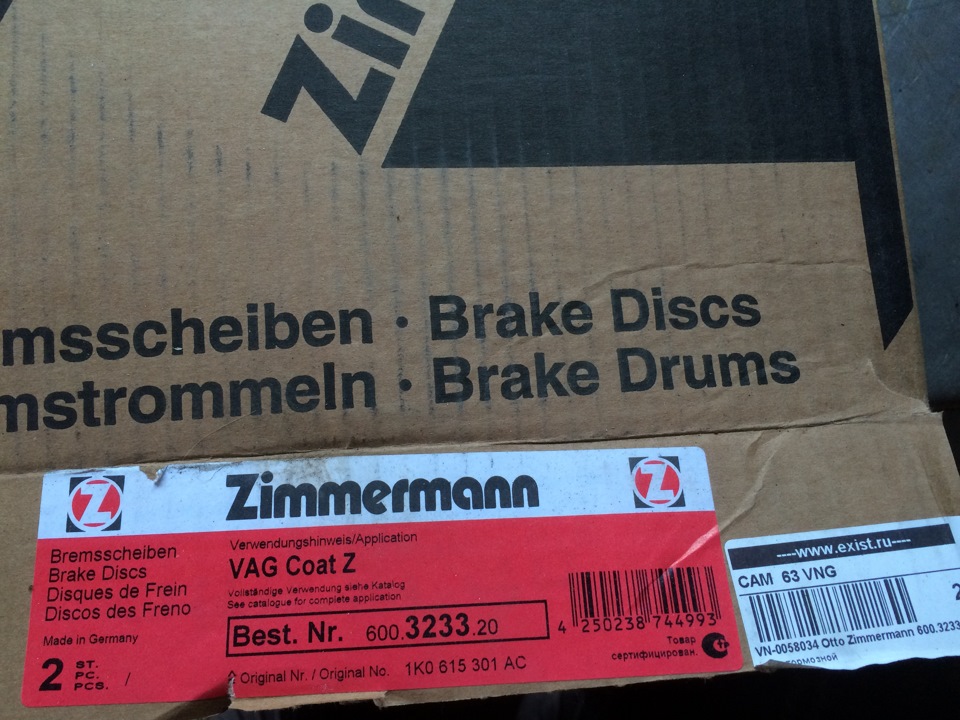 Zi
msscheiben · Brake Discs
mstrommeln · Brake Drums
Z Zimmermann Z
Bremsscheiben
Brake Discs
Disques de Frein
Discos des Freno
Made in Germany
2 ST.
PC.
PCS. /
Verwendungshinweis/Application
VAG Coat Z
Vollständige Verwendung siehe Katalog
See catalogue for complete application
Best. Nr. 600.3233.20
Original Nr. / Original No. 1K0 615 301 AC
4 250238 744993
Товар
сертифицирован.
----www.exist.ru----
CAM 63 VNG
2
VN-0058034 Otto Zimmermann 600.3233
тормозной